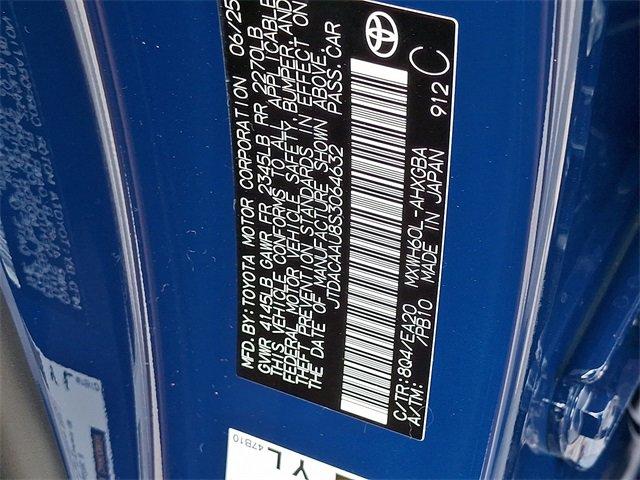 MFD. BY: TOYOTA MOTOR CORPORATION 06/25
GVWR 4145LB GAWR FR 2345LB RR 2270LB
THIS VEHICLE CONFORMS TO ALL APPLICABLE
FEDERAL MOTOR VEHICLE SAFETY, BUMPER, AND
THEFT PREVENTION STANDARDS IN EFFECT ON
THE DATE OF MANUFACTURE SHOWN ABOVE.
JTDACAAU8S3064632 PASS. CAR
C/TR: 8Q4/EA20 MXWH60L-AHXGBA
A/TM: /PB10 MADE IN JAPAN 912 C
47B10
Y L